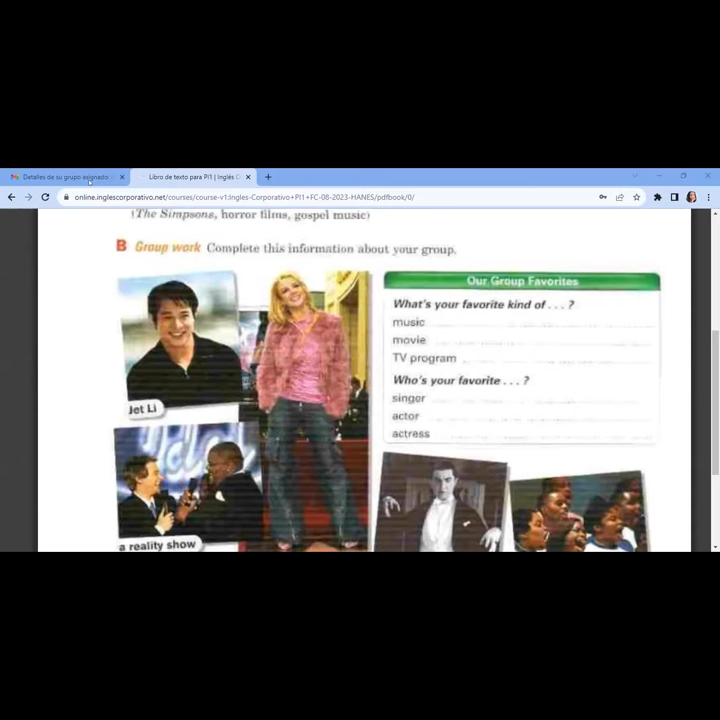 Detalles de su grupo asignado:
Libro de texto para PI1 | Inglés C
online.inglescorporativo.net/courses/course-v1:Ingles-Corporativo+PI1+FC-08-2023-HANES/pdfbook/0/
(The Simpsons, horror films, gospel music)
B Group work Complete this information about your group.
Our Group Favorites
What's your favorite kind of . . . ?
music
movie
TV program
Who's your favorite . . . ?
singer
actor
actress
Jet Li
Idol
a reality show